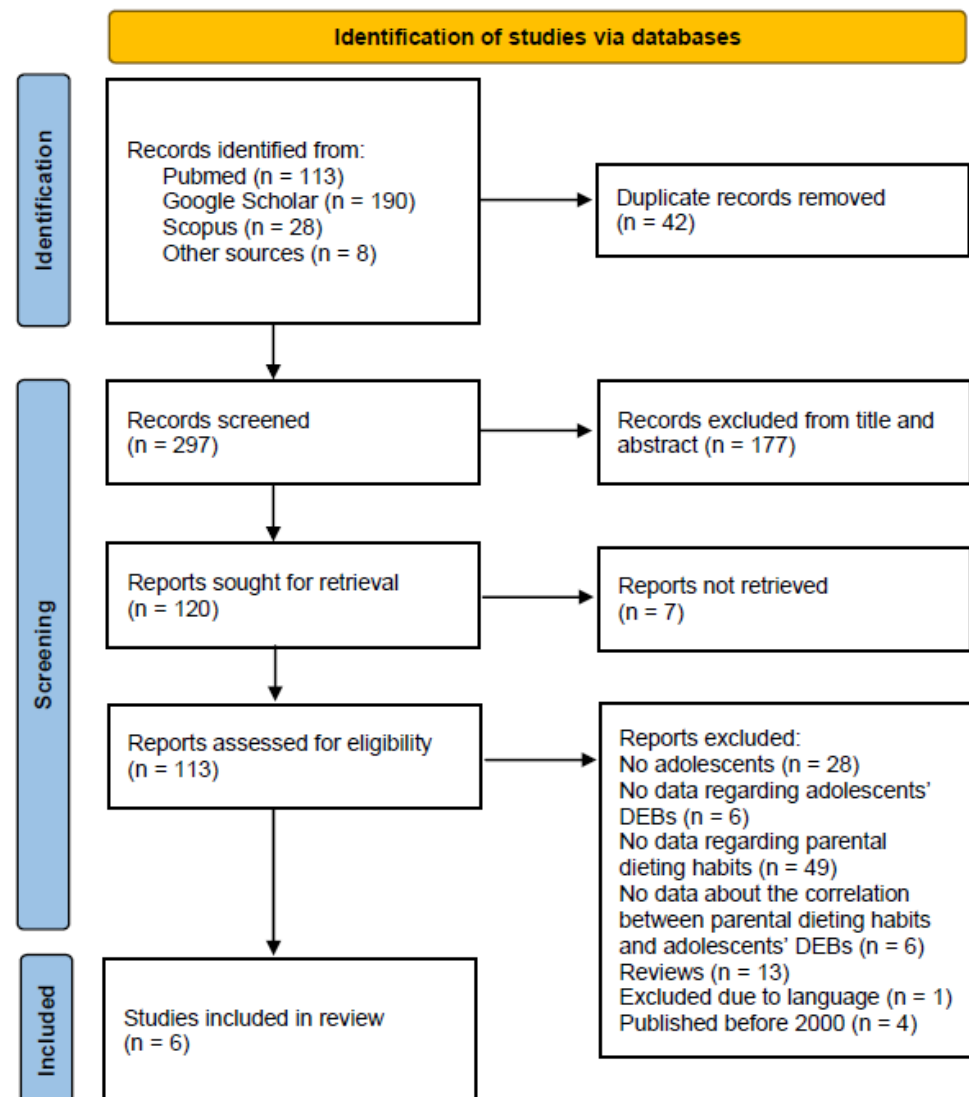 Identification of studies via databases
Identification
Records identified from:
Pubmed (n = 113)
Google Scholar (n = 190)
Scopus (n = 28)
Other sources (n = 8)
Duplicate records removed
(n = 42)
Screening
Records screened
(n = 297)
Records excluded from title and
abstract (n = 177)
Reports sought for retrieval
(n = 120)
Reports not retrieved
(n = 7)
Reports assessed for eligibility
(n = 113)
Reports excluded:
No adolescents (n = 28)
No data regarding adolescents'
DEBs (n = 6)
No data regarding parental
dieting habits (n = 49)
No data about the correlation
between parental dieting habits
and adolescents' DEBs (n = 6)
Reviews (n = 13)
Excluded due to language (n = 1)
Published before 2000 (n = 4)
Included
Studies included in review
(n = 6)